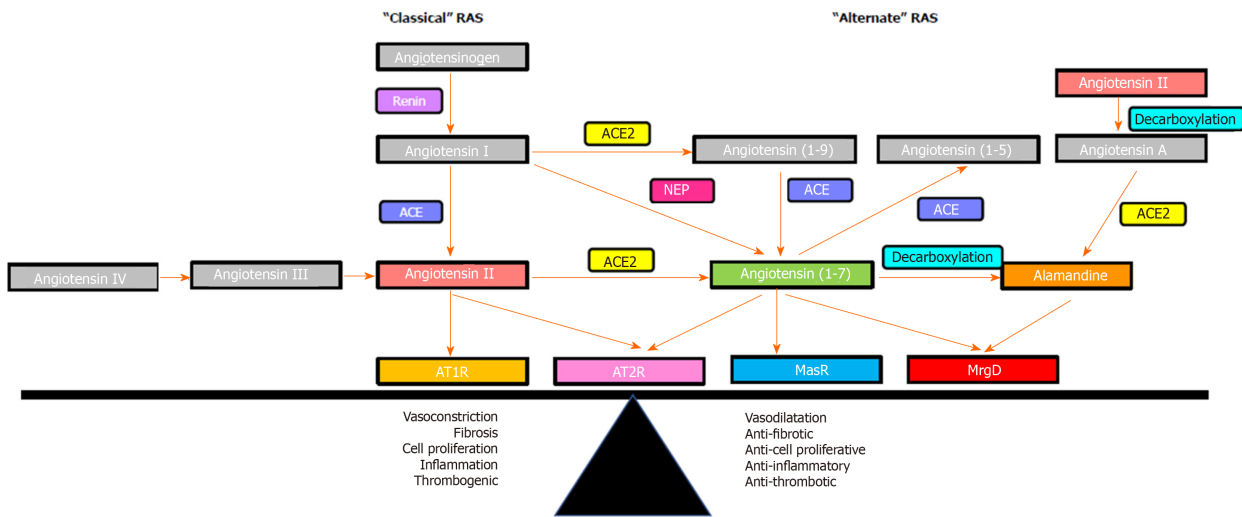 "Classical" RAS
"Alternate" RAS
Angiotensinogen
Angiotensin II
Renin
Decarboxylation
ACE2
Angiotensin I
Angiotensin (1-9)
Angiotensin (1-5)
Angiotensin A
NEP
ACE
ACE
ACE
ACE2
ACE2
Decarboxylation
Angiotensin IV
Angiotensin III
Angiotensin II
Angiotensin (1-7)
Alamandine
AT1R
AT2R
MasR
MrgD
Vasoconstriction
Fibrosis
Cell proliferation
Inflammation
Thrombogenic
Vasodilatation
Anti-fibrotic
Anti-cell proliferative
Anti-inflammatory
Anti-thrombotic